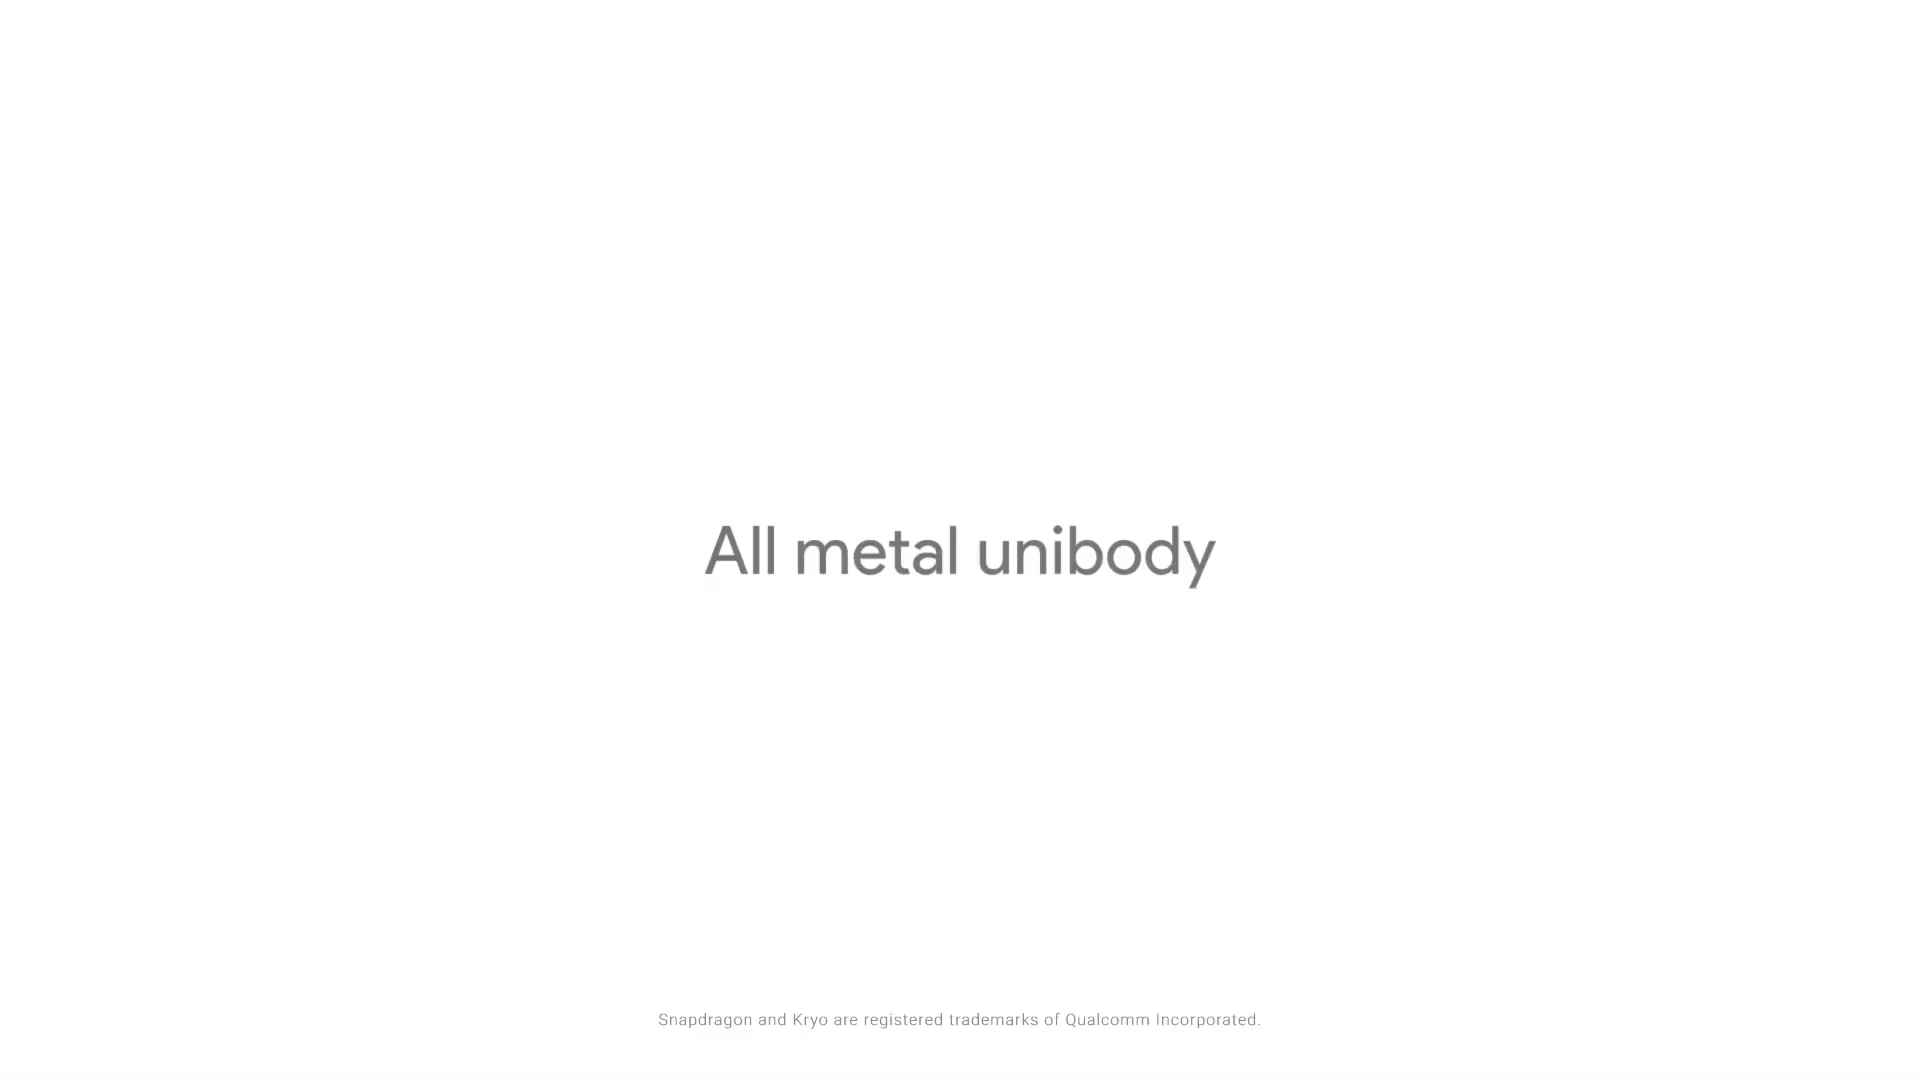 All metal unibody
Snapdragon and Kryo are registered trademarks of Qualcomm Incorporated.